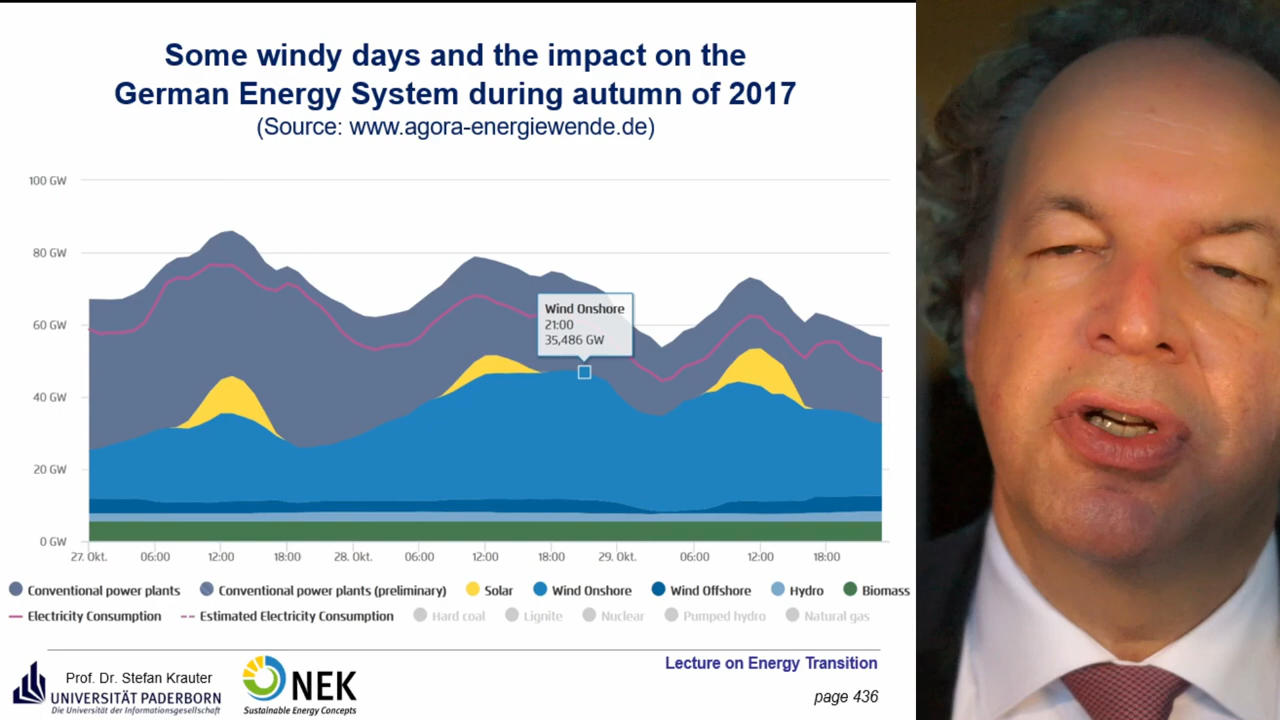 Some windy days and the impact on the
German Energy System during autumn of 2017
(Source: www.agora-energiewende.de)
100 GW
80 GW
60 GW
40 GW
20 GW
0 GW
Wind Onshore
21:00
35,486 GW
27. Okt. 06:00 12:00 18:00 28. Okt. 06:00 12:00 18:00 29. Okt. 06:00 12:00 18:00
Conventional power plants Conventional power plants (preliminary) Solar Wind Onshore Wind Offshore Hydro Biomass
Electricity Consumption Estimated Electricity Consumption Hard coal Lignite Nuclear Pumped hydro Natural gas
Lecture on Energy Transition
page 436
Prof. Dr. Stefan Krauter
UNIVERSITÄT PADERBORN
Die Universität der Informationsgesellschaft
NEK
Sustainable Energy Concepts